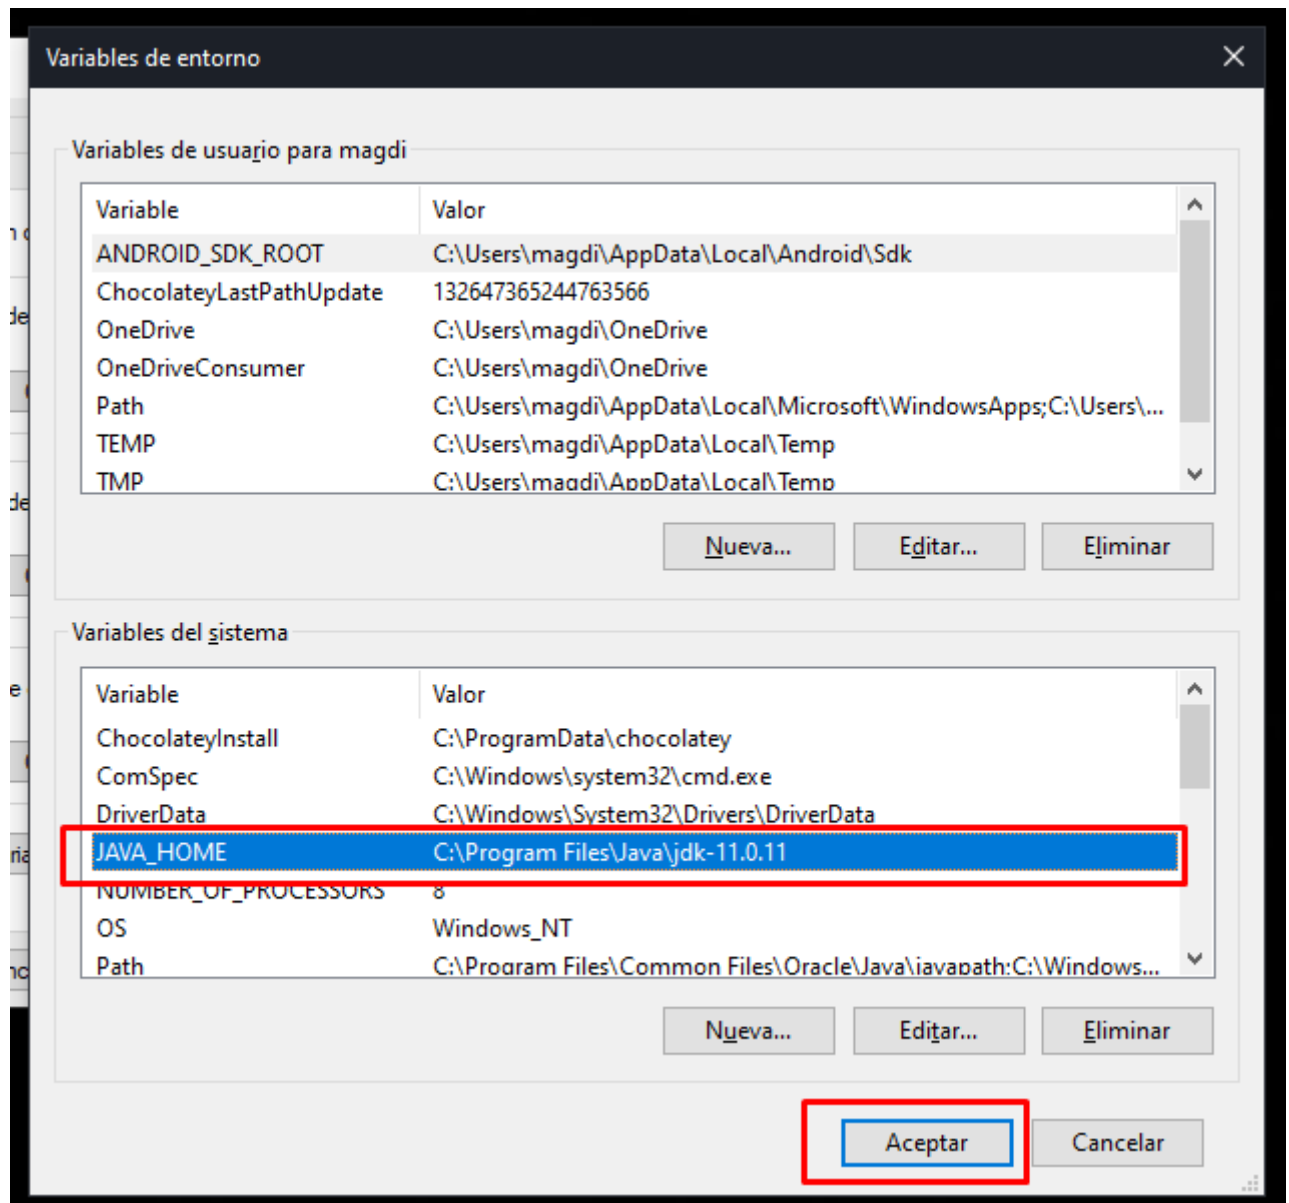 Variables de entorno
Variables de usuario para magdi
Variable Valor
ANDROID_SDK_ROOT C:\Users\magdi\AppData\Local\Android\Sdk
ChocolateyLastPathUpdate 132647365244763566
OneDrive C:\Users\magdi\OneDrive
OneDriveConsumer C:\Users\magdi\OneDrive
Path C:\Users\magdi\AppData\Local\Microsoft\WindowsApps;C:\Users\...
TEMP C:\Users\magdi\AppData\Local\Temp
TMP C:\Users\magdi\AppData\Local\Temp
Nueva... Editar... Eliminar
Variables del sistema
Variable Valor
ChocolateyInstall C:\ProgramData\chocolatey
ComSpec C:\Windows\system32\cmd.exe
DriverData C:\Windows\System32\Drivers\DriverData
JAVA_HOME C:\Program Files\Java\jdk-11.0.11
NUMBER_OF_PROCESSORS 8
OS Windows_NT
Path C:\Program Files\Common Files\Oracle\Java\javapath;C:\Windows...
Nueva... Editar... Eliminar
Aceptar Cancelar